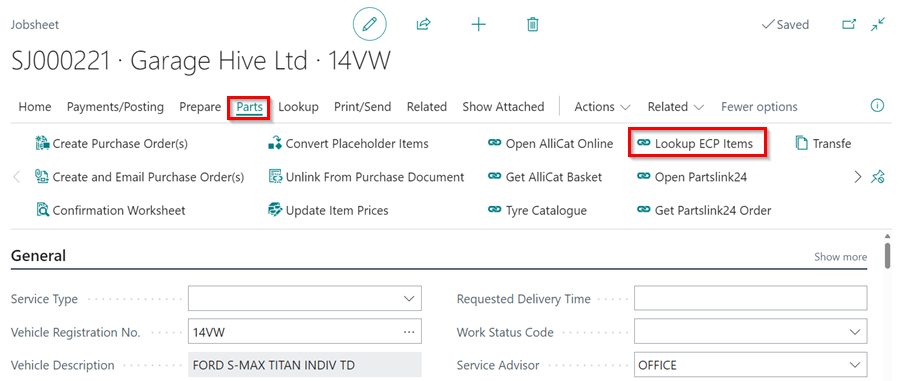 Jobsheet
Saved
SJ000221 · Garage Hive Ltd · 14VW
Home Payments/Posting Prepare Parts Lookup Print/Send Related Show Attached Actions Related Fewer options
Create Purchase Order(s) Convert Placeholder Items Open AlliCat Online Lookup ECP Items Transfe
Create and Email Purchase Order(s) Unlink From Purchase Document Get AlliCat Basket Open Partslink24
Confirmation Worksheet Update Item Prices Tyre Catalogue Get Partslink24 Order
General Show more
Service Type Requested Delivery Time
Vehicle Registration No. 14VW Work Status Code
Vehicle Description FORD S-MAX TITAN INDIV TD Service Advisor OFFICE